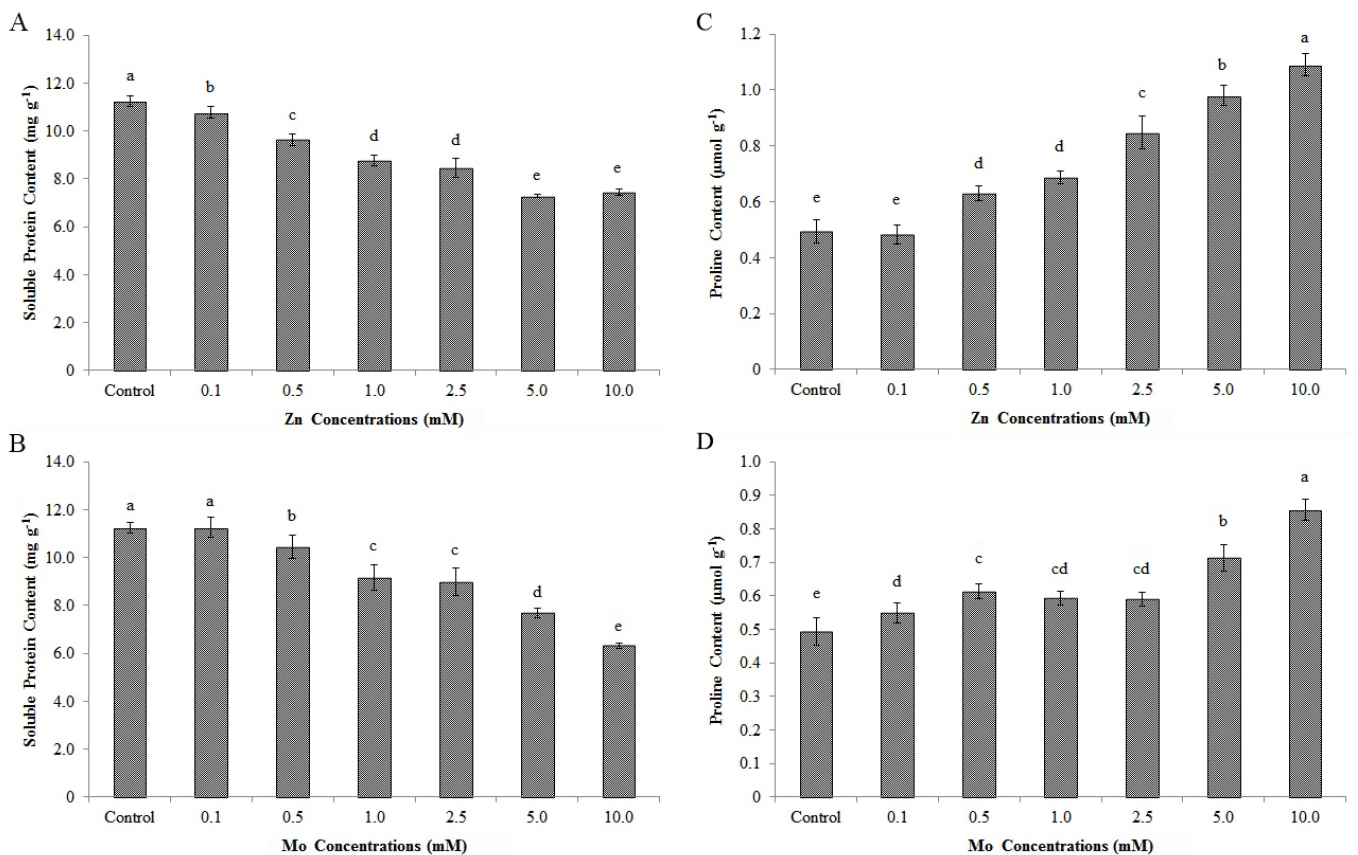 A
14.0
12.0
10.0
8.0
6.0
4.0
2.0
0
Soluble Protein Content (mg g-1)
a
b
c
d
d
e
e
Control 0.1 0.5 1.0 2.5 5.0 10.0
Zn Concentrations (mM)
C
1.2
1.0
0.8
0.6
0.4
0.2
0
Proline Content (µmol g-1)
e
e
d
d
c
b
a
Control 0.1 0.5 1.0 2.5 5.0 10.0
Zn Concentrations (mM)
B
14.0
12.0
10.0
8.0
6.0
4.0
2.0
0
Soluble Protein Content (mg g-1)
a
a
b
c
c
d
e
Control 0.1 0.5 1.0 2.5 5.0 10.0
Mo Concentrations (mM)
D
1.0
0.9
0.8
0.7
0.6
0.5
0.4
0.3
0.2
0.1
0
Proline Content (µmol g-1)
e
d
c
cd
cd
b
a
Control 0.1 0.5 1.0 2.5 5.0 10.0
Mo Concentrations (mM)